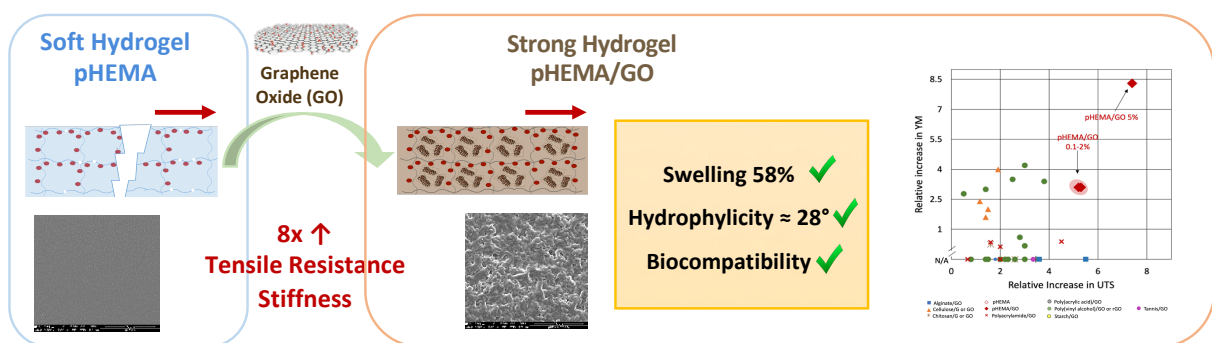 Soft Hydrogel
pHEMA
Graphene
Oxide (GO)
8x ↑
Tensile Resistance
Stiffness
Strong Hydrogel
pHEMA/GO
Swelling 58%
Hydrophylicity ≈ 28°
Biocompatibility
Relative increase in YM
8.5
7
5.5
4
2.5
1
N/A
pHEMA/GO 5%
pHEMA/GO
0.1-2%
0 2 4 6 8
Relative Increase in UTS
Alginate/GO
Cellulose/G or GO
Chitosan/G or GO
pHEMA
pHEMA/GO
Polyacrylamide/GO
Poly(acrylic acid)/GO
Poly(vinyl alcohol)/GO or rGO
Starch/GO
Tannis/GO